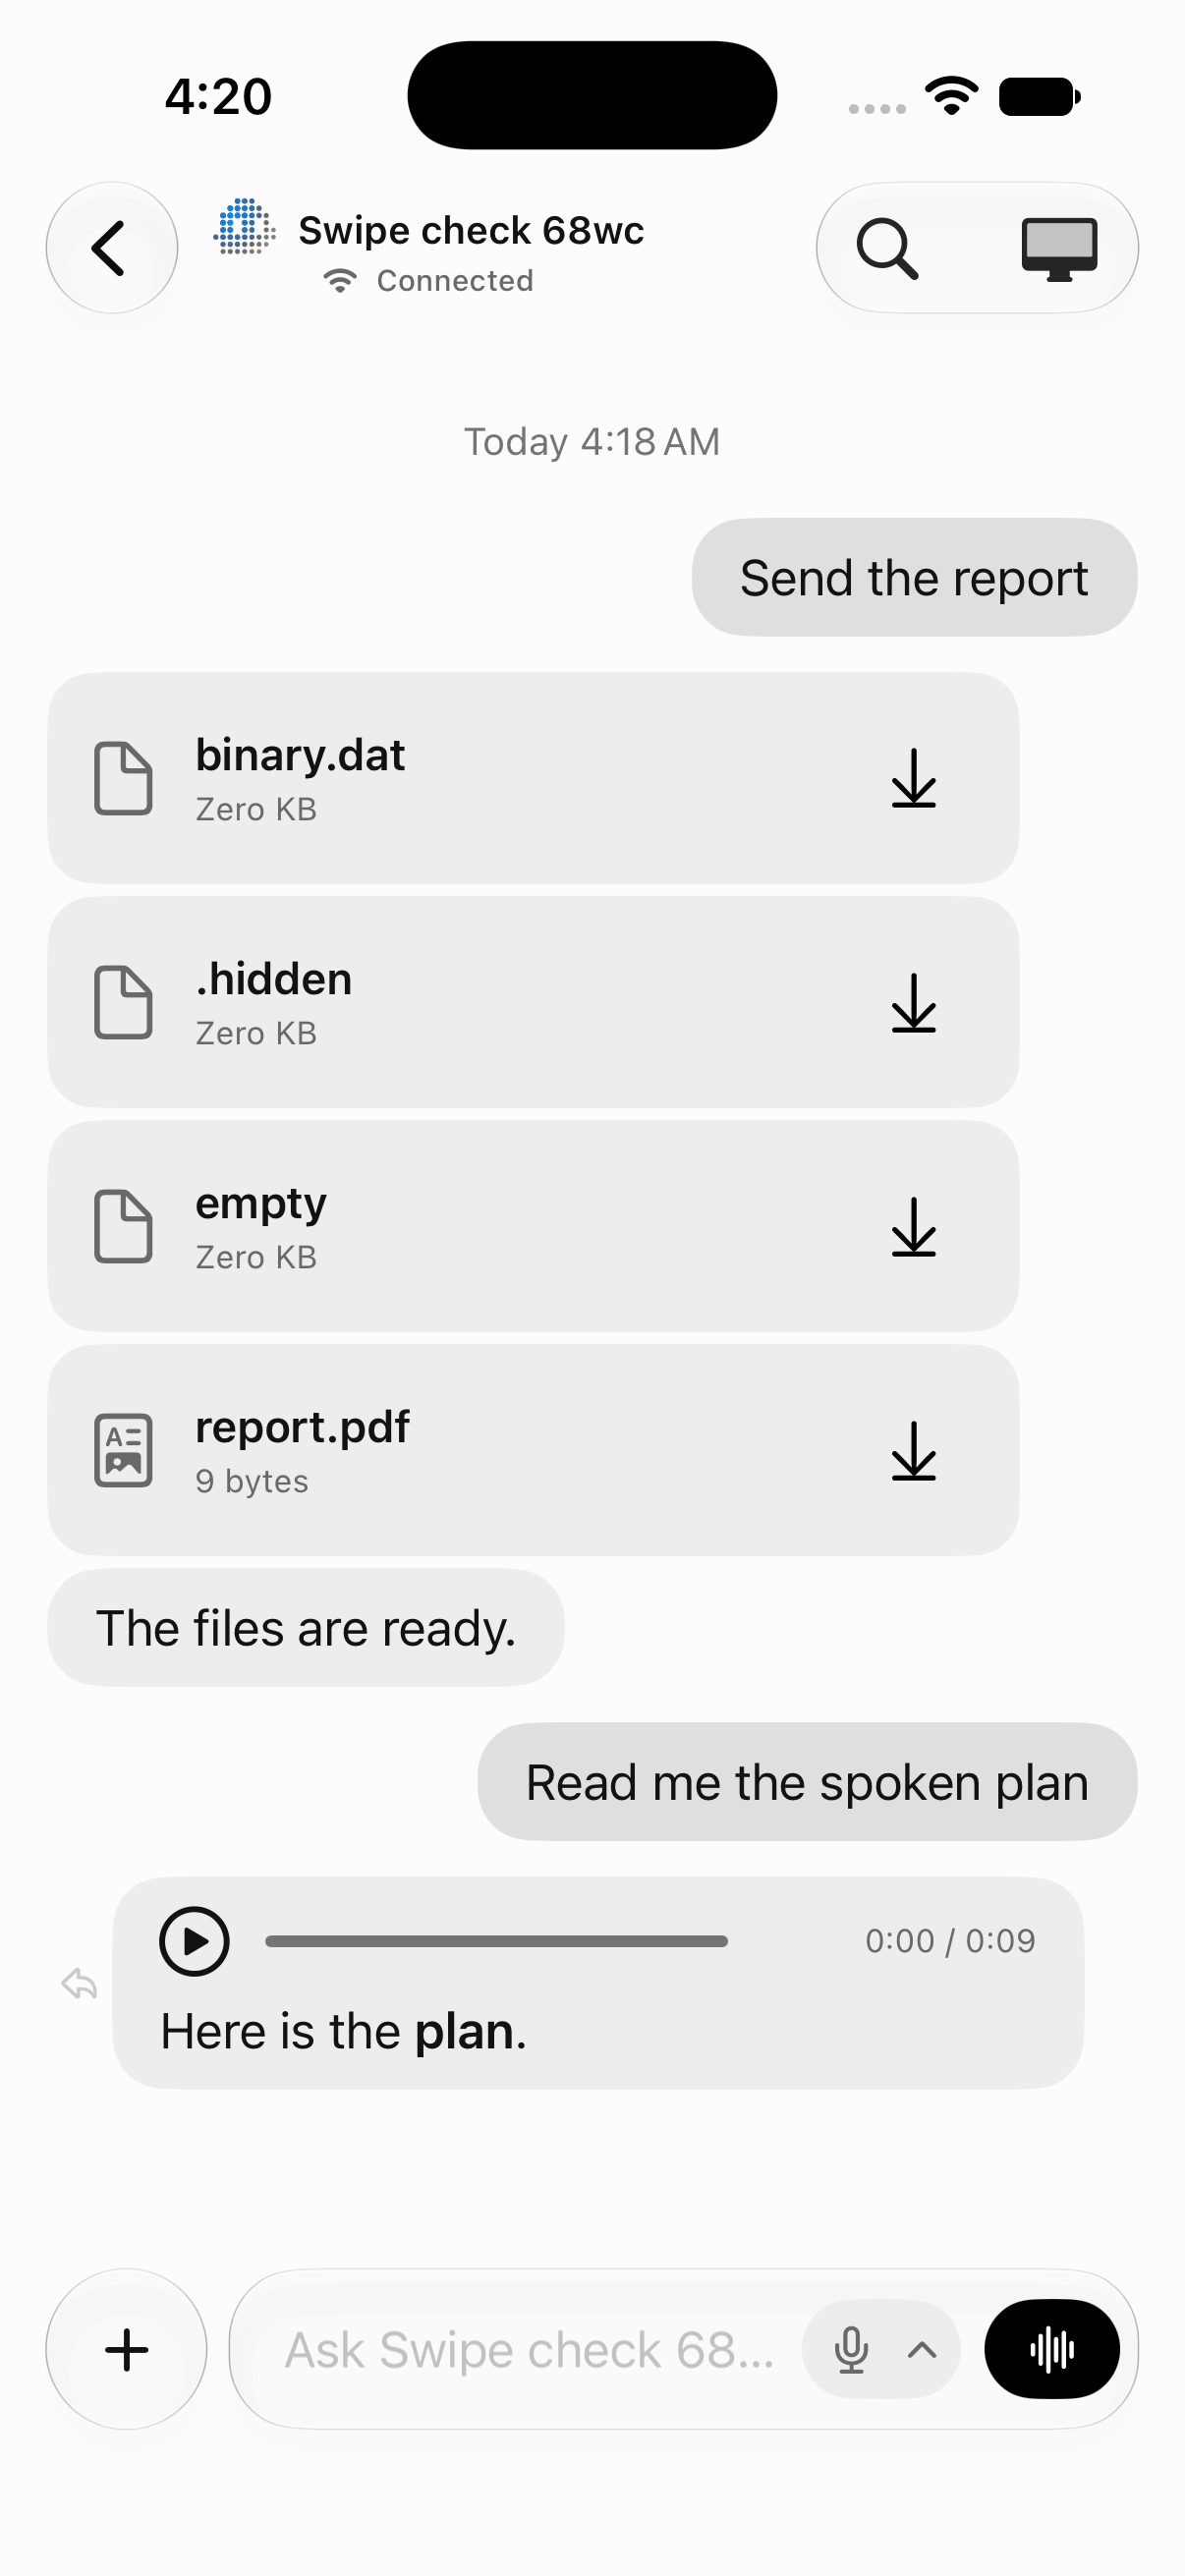 4:20
Swipe check 68wc
Connected
Today 4:18 AM
Send the report
binary.dat
Zero KB
.hidden
Zero KB
empty
Zero KB
report.pdf
9 bytes
The files are ready.
Read me the spoken plan
0:00 / 0:09
Here is the plan.
Ask Swipe check 68...